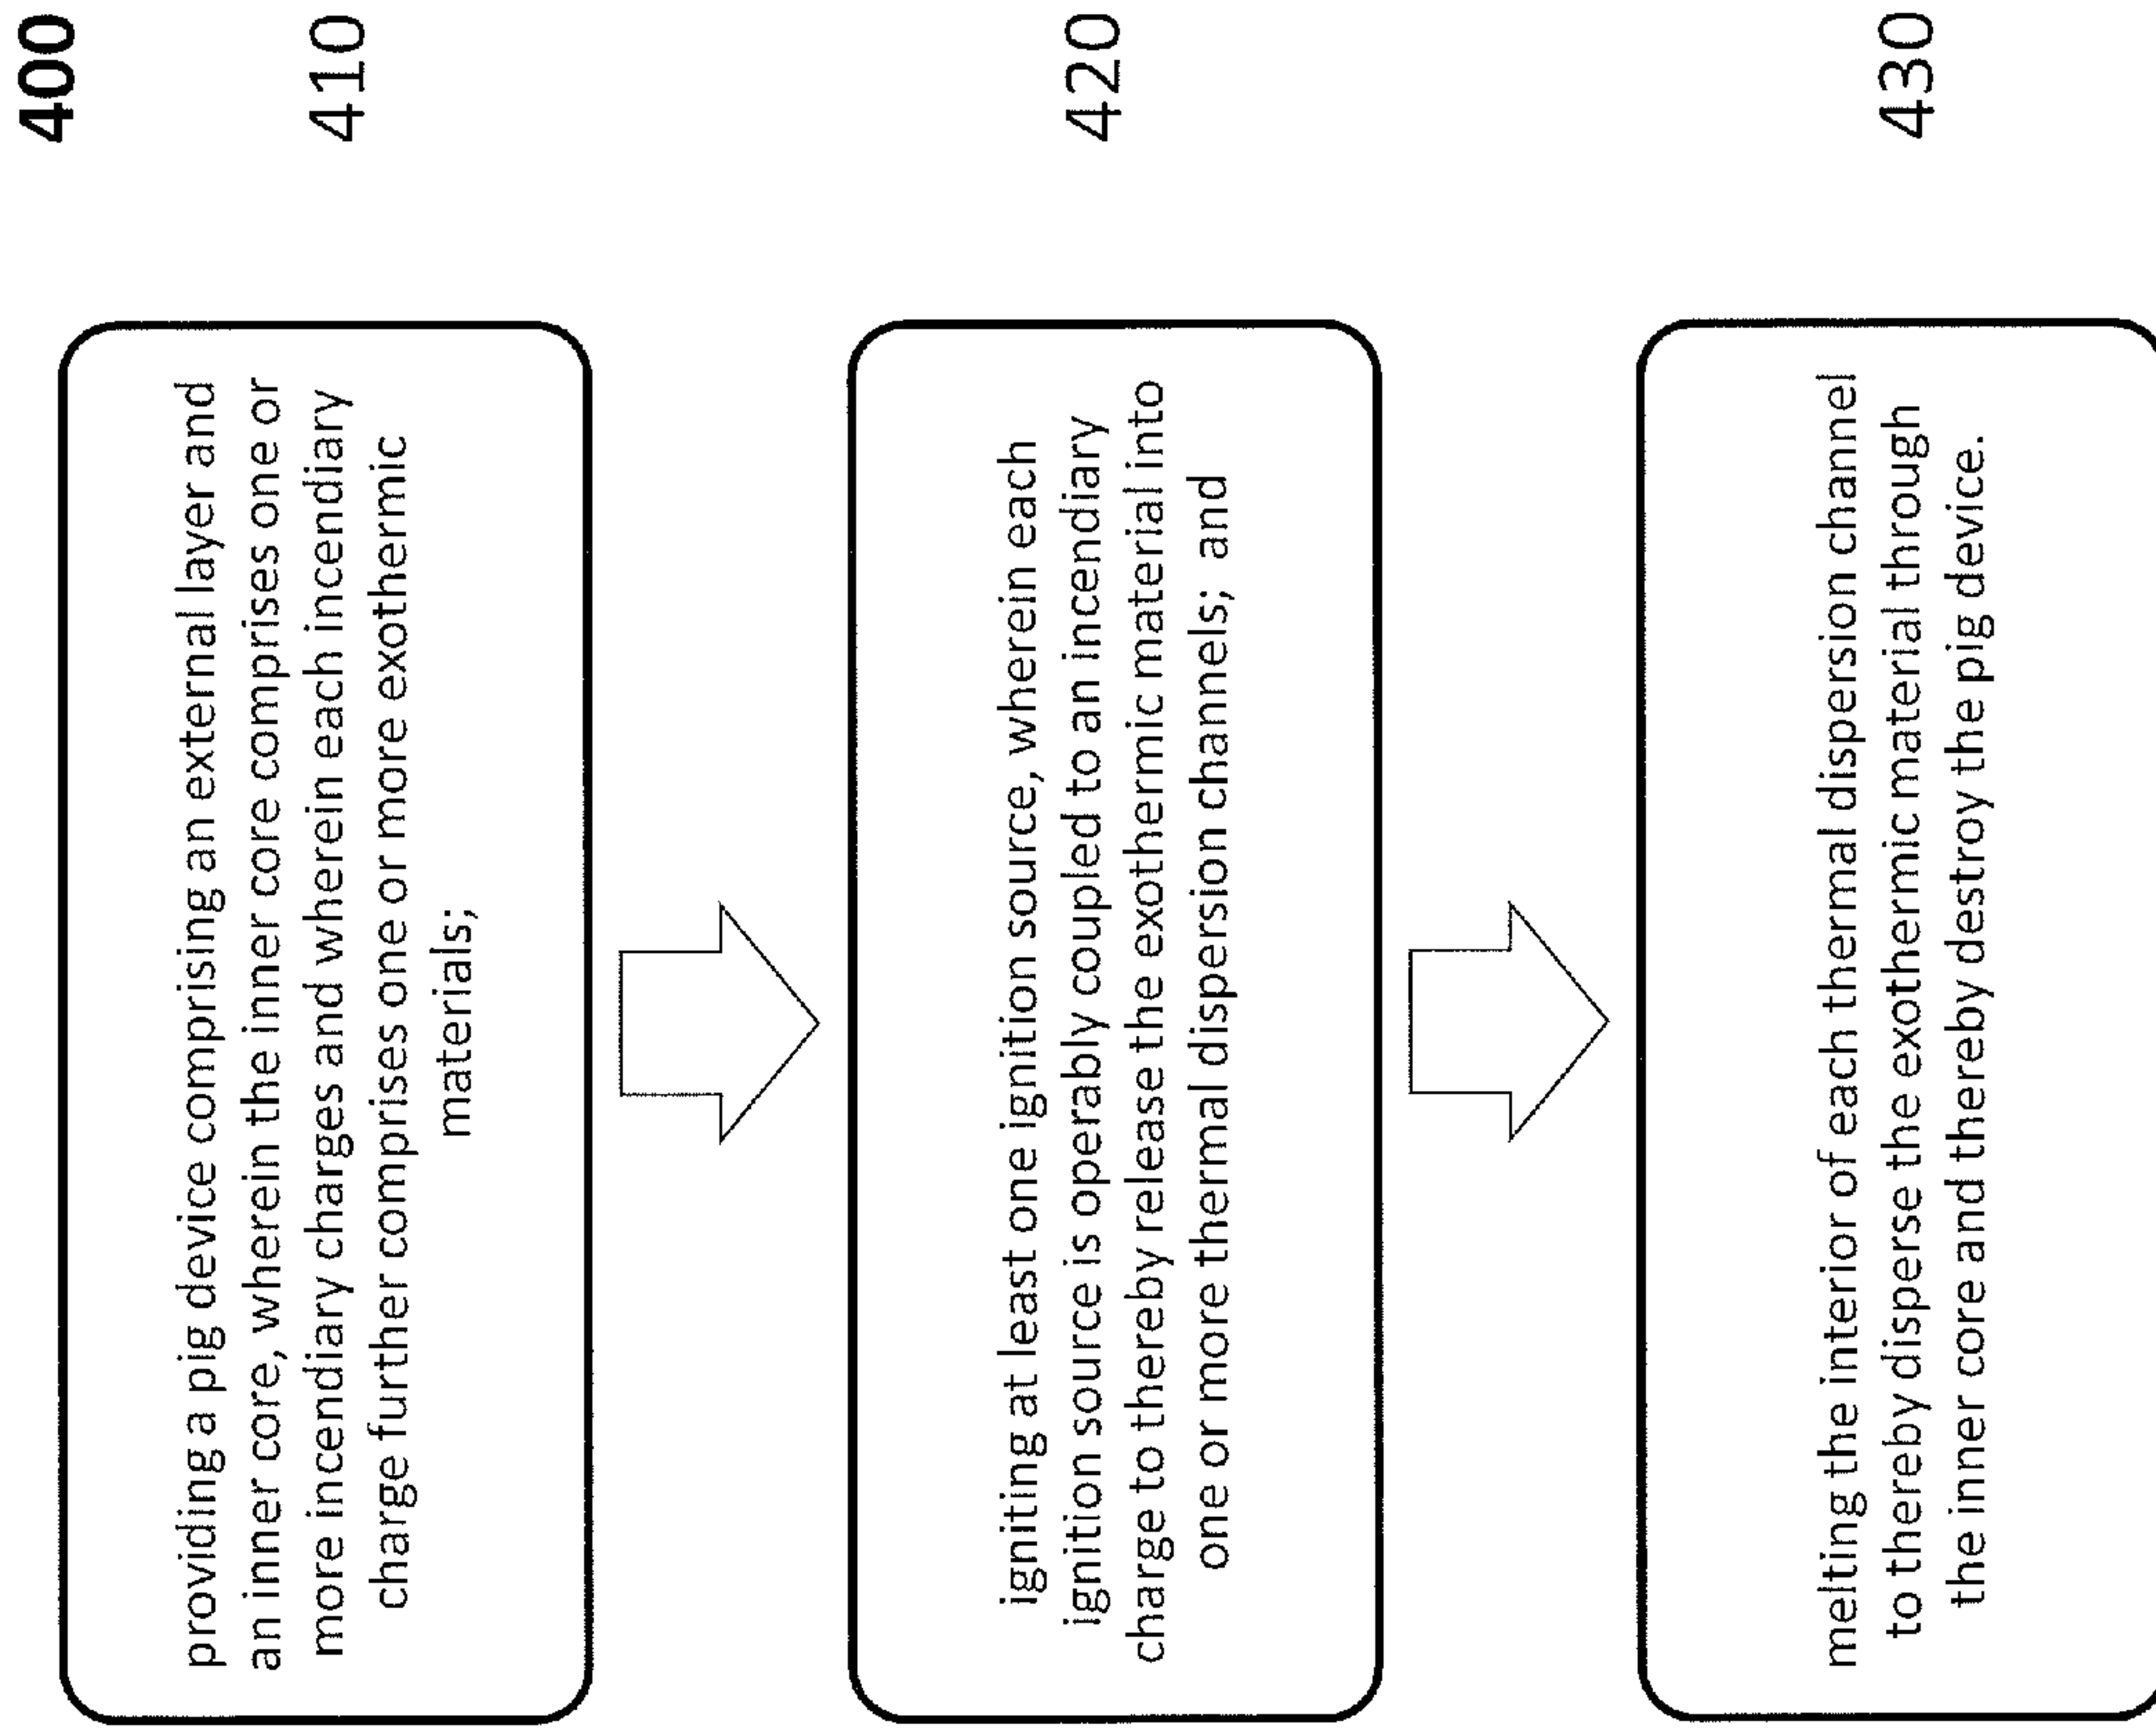 400
410
providing a pig device comprising an external layer and
an inner core, wherein the inner core comprises one or
more incendiary charges and wherein each incendiary
charge further comprises one or more exothermic
materials;
420
igniting at least one ignition source, wherein each
ignition source is operably coupled to an incendiary
charge to thereby release the exothermic material into
one or more thermal dispersion channels; and
430
melting the interior of each thermal dispersion channel
to thereby disperse the exothermic material through
the inner core and thereby destroy the pig device.